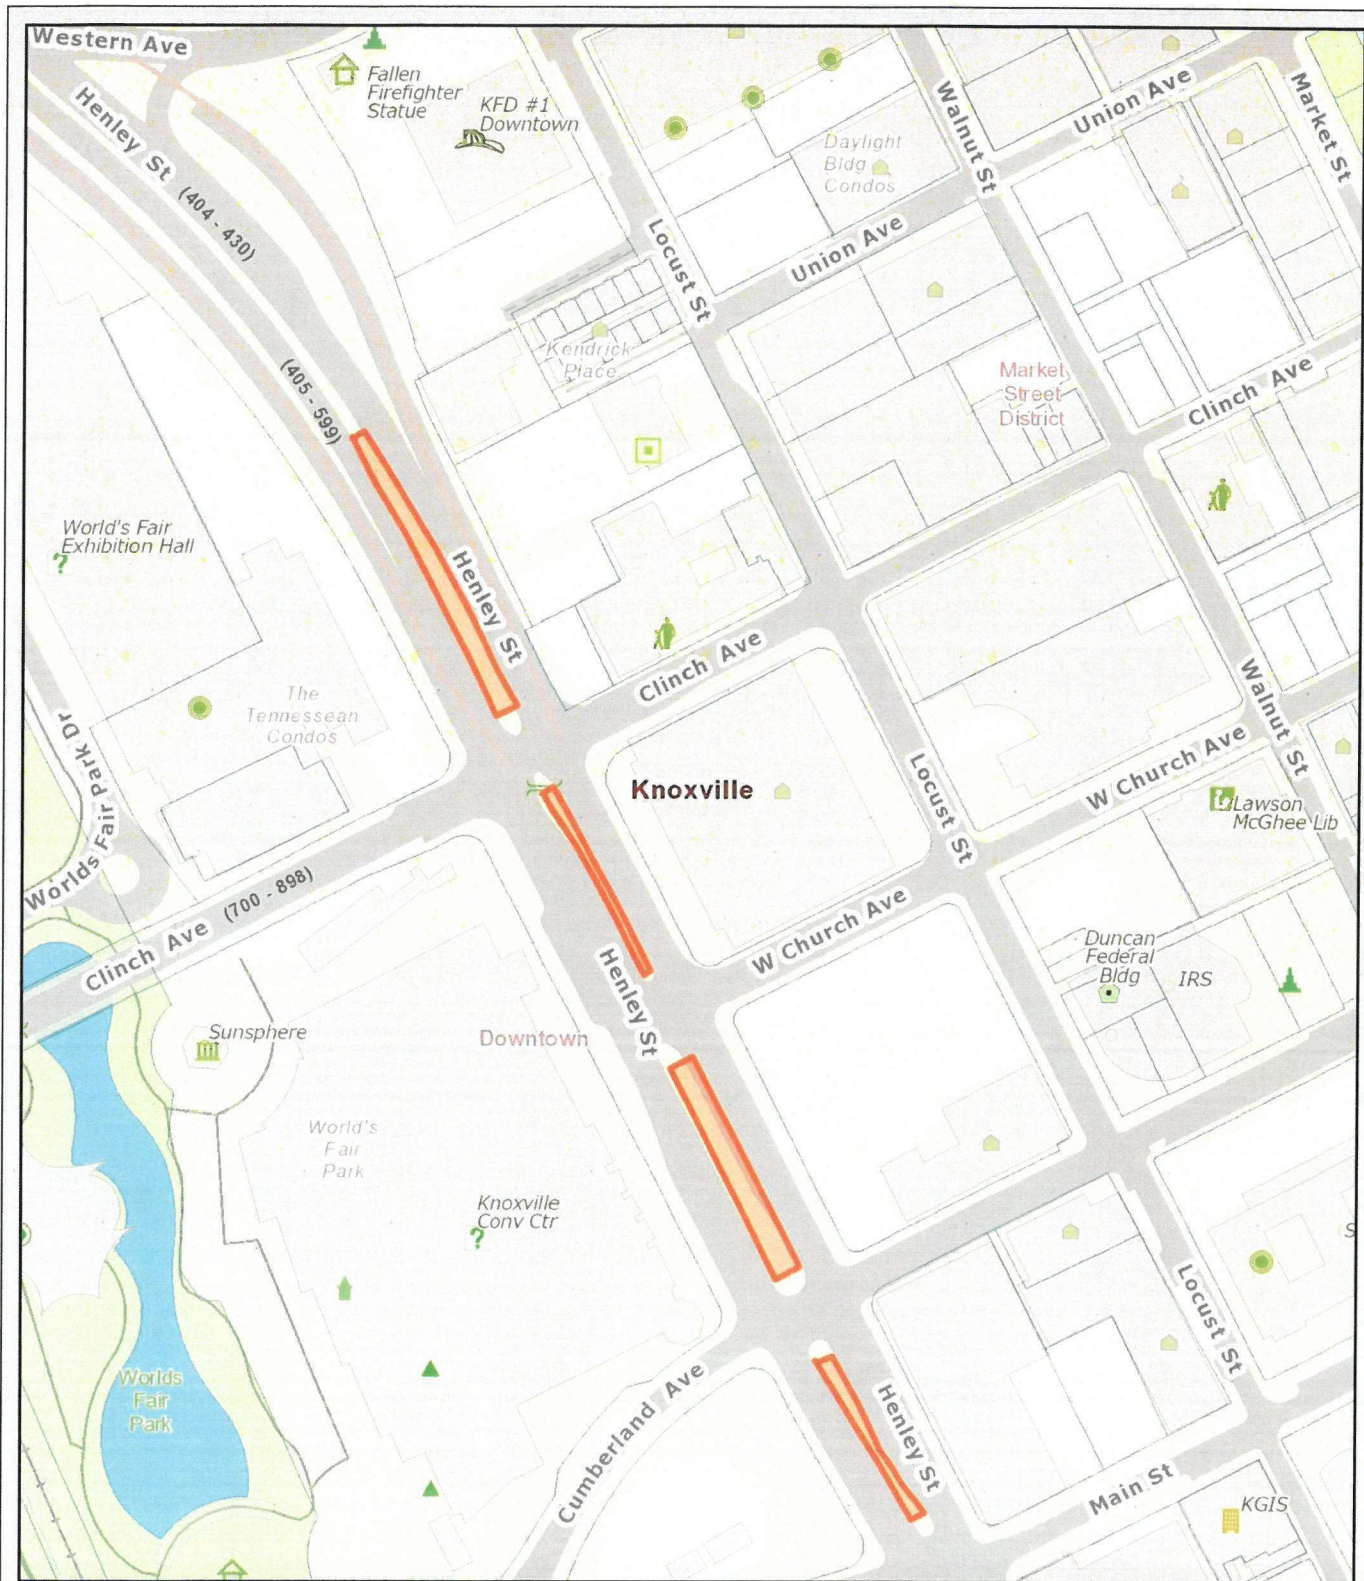 Western Ave
Fallen
Firefighter
Statue
KFD #1
Downtown
Henley St
(404 - 430)
Walnut St
Union Ave
Market St
Daylight
Bldg
Condos
Locust St
Union Ave
Kendrick
Place
(405 - 599)
Market
Street
District
Clinch Ave
World's Fair
Exhibition Hall
Henley St
Clinch Ave
The
Tennessean
Condos
Worlds Fair Park Dr
Walnut St
Locust St
W Church Ave
Knoxville
Lawson
McGhee Lib
Clinch Ave
(700 - 898)
W Church Ave
Duncan
Federal
Bldg
IRS
Henley St
Sunsphere
Downtown
World's
Fair
Park
Knoxville
Conv Ctr
S
Locust St
Worlds
Fair
Park
Cumberland Ave
Henley St
Main St
KGIS